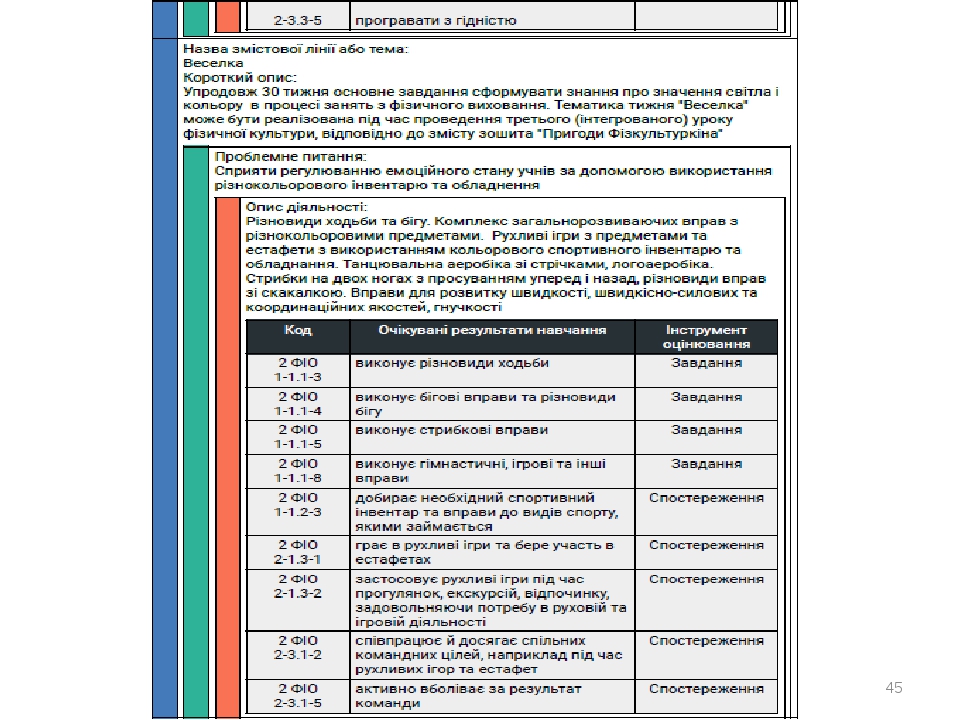 2-3.3-5 програвати з гідністю
Назва змістової лінії або тема:
Веселка
Короткий опис:
Упродовж 30 тижня основне завдання сформувати знання про значення світла і
кольору в процесі занять з фізичного виховання. Тематика тижня "Веселка"
може бути реалізована під час проведення третього (інтегрованого) уроку
фізичної культури, відповідно до змісту зошита "Пригоди Фізкультуркіна"
Проблемне питання:
Сприяти регулюванню емоційного стану учнів за допомогою використання
різнокольорового інвентарю та обладнення
Опис діяльності:
Різновиди ходьби та бігу. Комплекс загальнорозвиваючих вправ з
різнокольоровими предметами. Рухливі ігри з предметами та
естафети з використанням кольорового спортивного інвентарю та
обладнання. Танцювальна аеробіка зі стрічками, логоаеробіка.
Стрибки на двох ногах з просуванням уперед і назад, різновиди вправ
зі скакалкою. Вправи для розвитку швидкості, швидкісно-силових та
координаційних якостей, гнучкості
Код Очікувані результати навчання Інструмент
оцінювання
2 ФІО виконує різновиди ходьби Завдання
1-1.1-3
2 ФІО виконує бігові вправи та різновиди Завдання
1-1.1-4 бігу
2 ФІО виконує стрибкові вправи Завдання
1-1.1-5
2 ФІО виконує гімнастичні, ігрові та інші Завдання
1-1.1-8 вправи
2 ФІО добирає необхідний спортивний Спостереження
1-1.2-3 інвентар та вправи до видів спорту,
якими займається
2 ФІО грає в рухливі ігри та бере участь в Спостереження
2-1.3-1 естафетах
2 ФІО застосовує рухливі ігри під час Спостереження
2-1.3-2 прогулянок, екскурсій, відпочинку,
задовольняючи потребу в руховій та
ігровій діяльності
2 ФІО співпрацює й досягає спільних Спостереження
2-3.1-2 командних цілей, наприклад під час
рухливих ігор та естафет
2 ФІО активно вболіває за результат Спостереження
2-3.1-5 команди
45